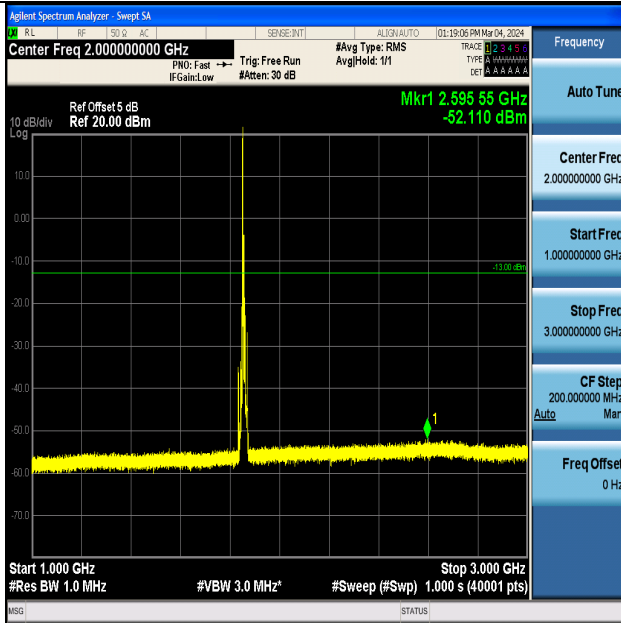 Agilent Spectrum Analyzer - Swept SA
RL RF 50 Ω AC SENSE:INT ALIGN AUTO 01:19:06 PM Mar 04, 2024
Center Freq 2.000000000 GHz
PNO: Fast
IFGain:Low
Trig: Free Run
#Atten: 30 dB
#Avg Type: RMS
Avg|Hold: 1/1
TRACE 1 2 3 4 5 6
TYPE A
DET A A A A A A
Mkr1 2.595 55 GHz
-52.110 dBm
Ref Offset 5 dB
10 dB/div Ref 20.00 dBm
Log
10.0
0.00
-10.0
-13.00 dBm
-20.0
-30.0
-40.0
1
-50.0
-60.0
-70.0
Start 1.000 GHz Stop 3.000 GHz
#Res BW 1.0 MHz #VBW 3.0 MHz* #Sweep (#Swp) 1.000 s (40001 pts)
MSG STATUS
Frequency
Auto Tune
Center Freq
2.000000000 GHz
Start Freq
1.000000000 GHz
Stop Freq
3.000000000 GHz
CF Step
200.000000 MHz
Auto Man
Freq Offset
0 Hz